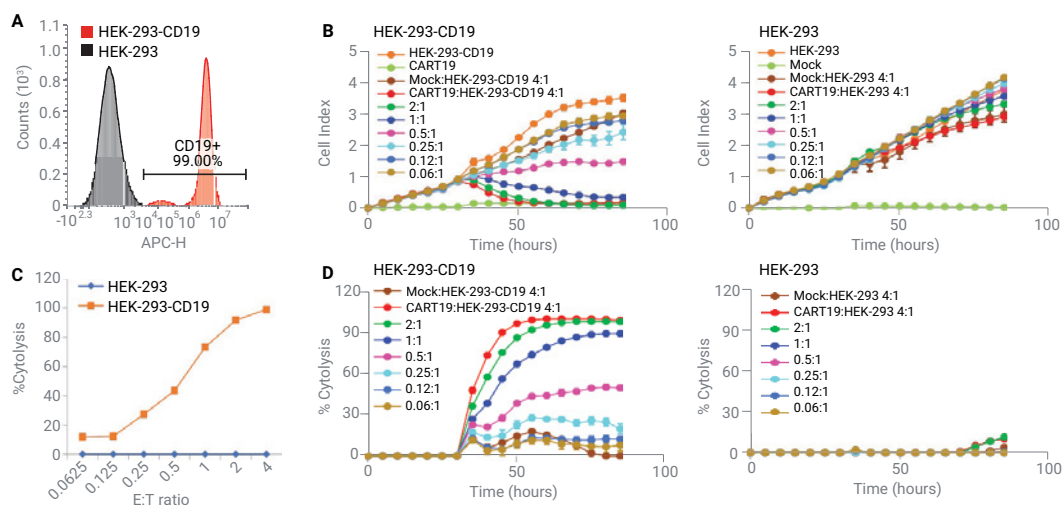 A
HEK-293-CD19
HEK-293
1.1
1.0
0.8
0.6
0.4
0.2
0
Counts (10³)
CD19+
99.00%
-10 2.3 10 3 10 4 5 10 6 10 7
APC-H
B
HEK-293-CD19
5
4
3
2
1
0
Cell Index
HEK-293-CD19
CART19
Mock:HEK-293-CD19 4:1
CART19:HEK-293-CD19 4:1
2:1
1:1
0.5:1
0.25:1
0.12:1
0.06:1
0 50 100
Time (hours)
HEK-293
5
4
3
2
1
0
Cell Index
HEK-293
Mock
Mock:HEK-293 4:1
CART19:HEK-293 4:1
2:1
1:1
0.5:1
0.25:1
0.12:1
0.06:1
0 50 100
Time (hours)
C
120
100
80
60
40
20
0
%Cytolysis
HEK-293
HEK-293-CD19
0.0625 0.125 0.25 0.5 1 2 4
E:T ratio
D
HEK-293-CD19
120
90
60
30
0
% Cytolysis
Mock:HEK-293-CD19 4:1
CART19:HEK-293-CD19 4:1
2:1
1:1
0.5:1
0.25:1
0.12:1
0.06:1
0 50 100
Time (hours)
HEK-293
120
90
60
30
0
% Cytolysis
Mock:HEK-293 4:1
CART19:HEK-293 4:1
2:1
1:1
0.5:1
0.25:1
0.12:1
0.06:1
0 50 100
Time (hours)